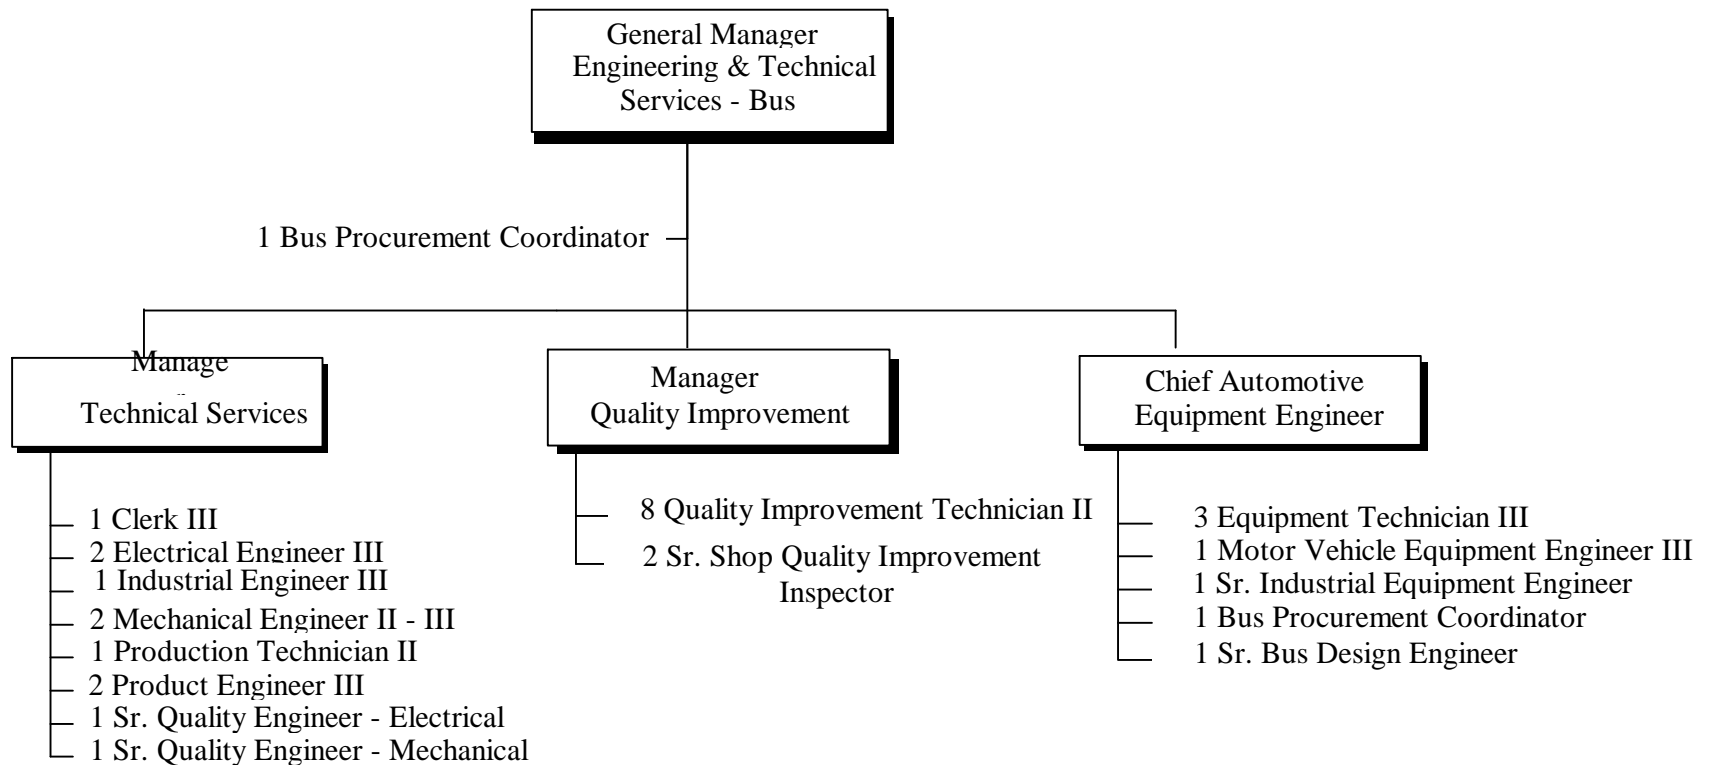 General Manager
Engineering & Technical
Services - Bus
1 Bus Procurement Coordinator
Manage
Technical Services
Manager
Quality Improvement
Chief Automotive
Equipment Engineer
1 Clerk III
2 Electrical Engineer III
1 Industrial Engineer III
2 Mechanical Engineer II - III
1 Production Technician II
2 Product Engineer III
1 Sr. Quality Engineer - Electrical
1 Sr. Quality Engineer - Mechanical
8 Quality Improvement Technician II
2 Sr. Shop Quality Improvement
Inspector
3 Equipment Technician III
1 Motor Vehicle Equipment Engineer III
1 Sr. Industrial Equipment Engineer
1 Bus Procurement Coordinator
1 Sr. Bus Design Engineer